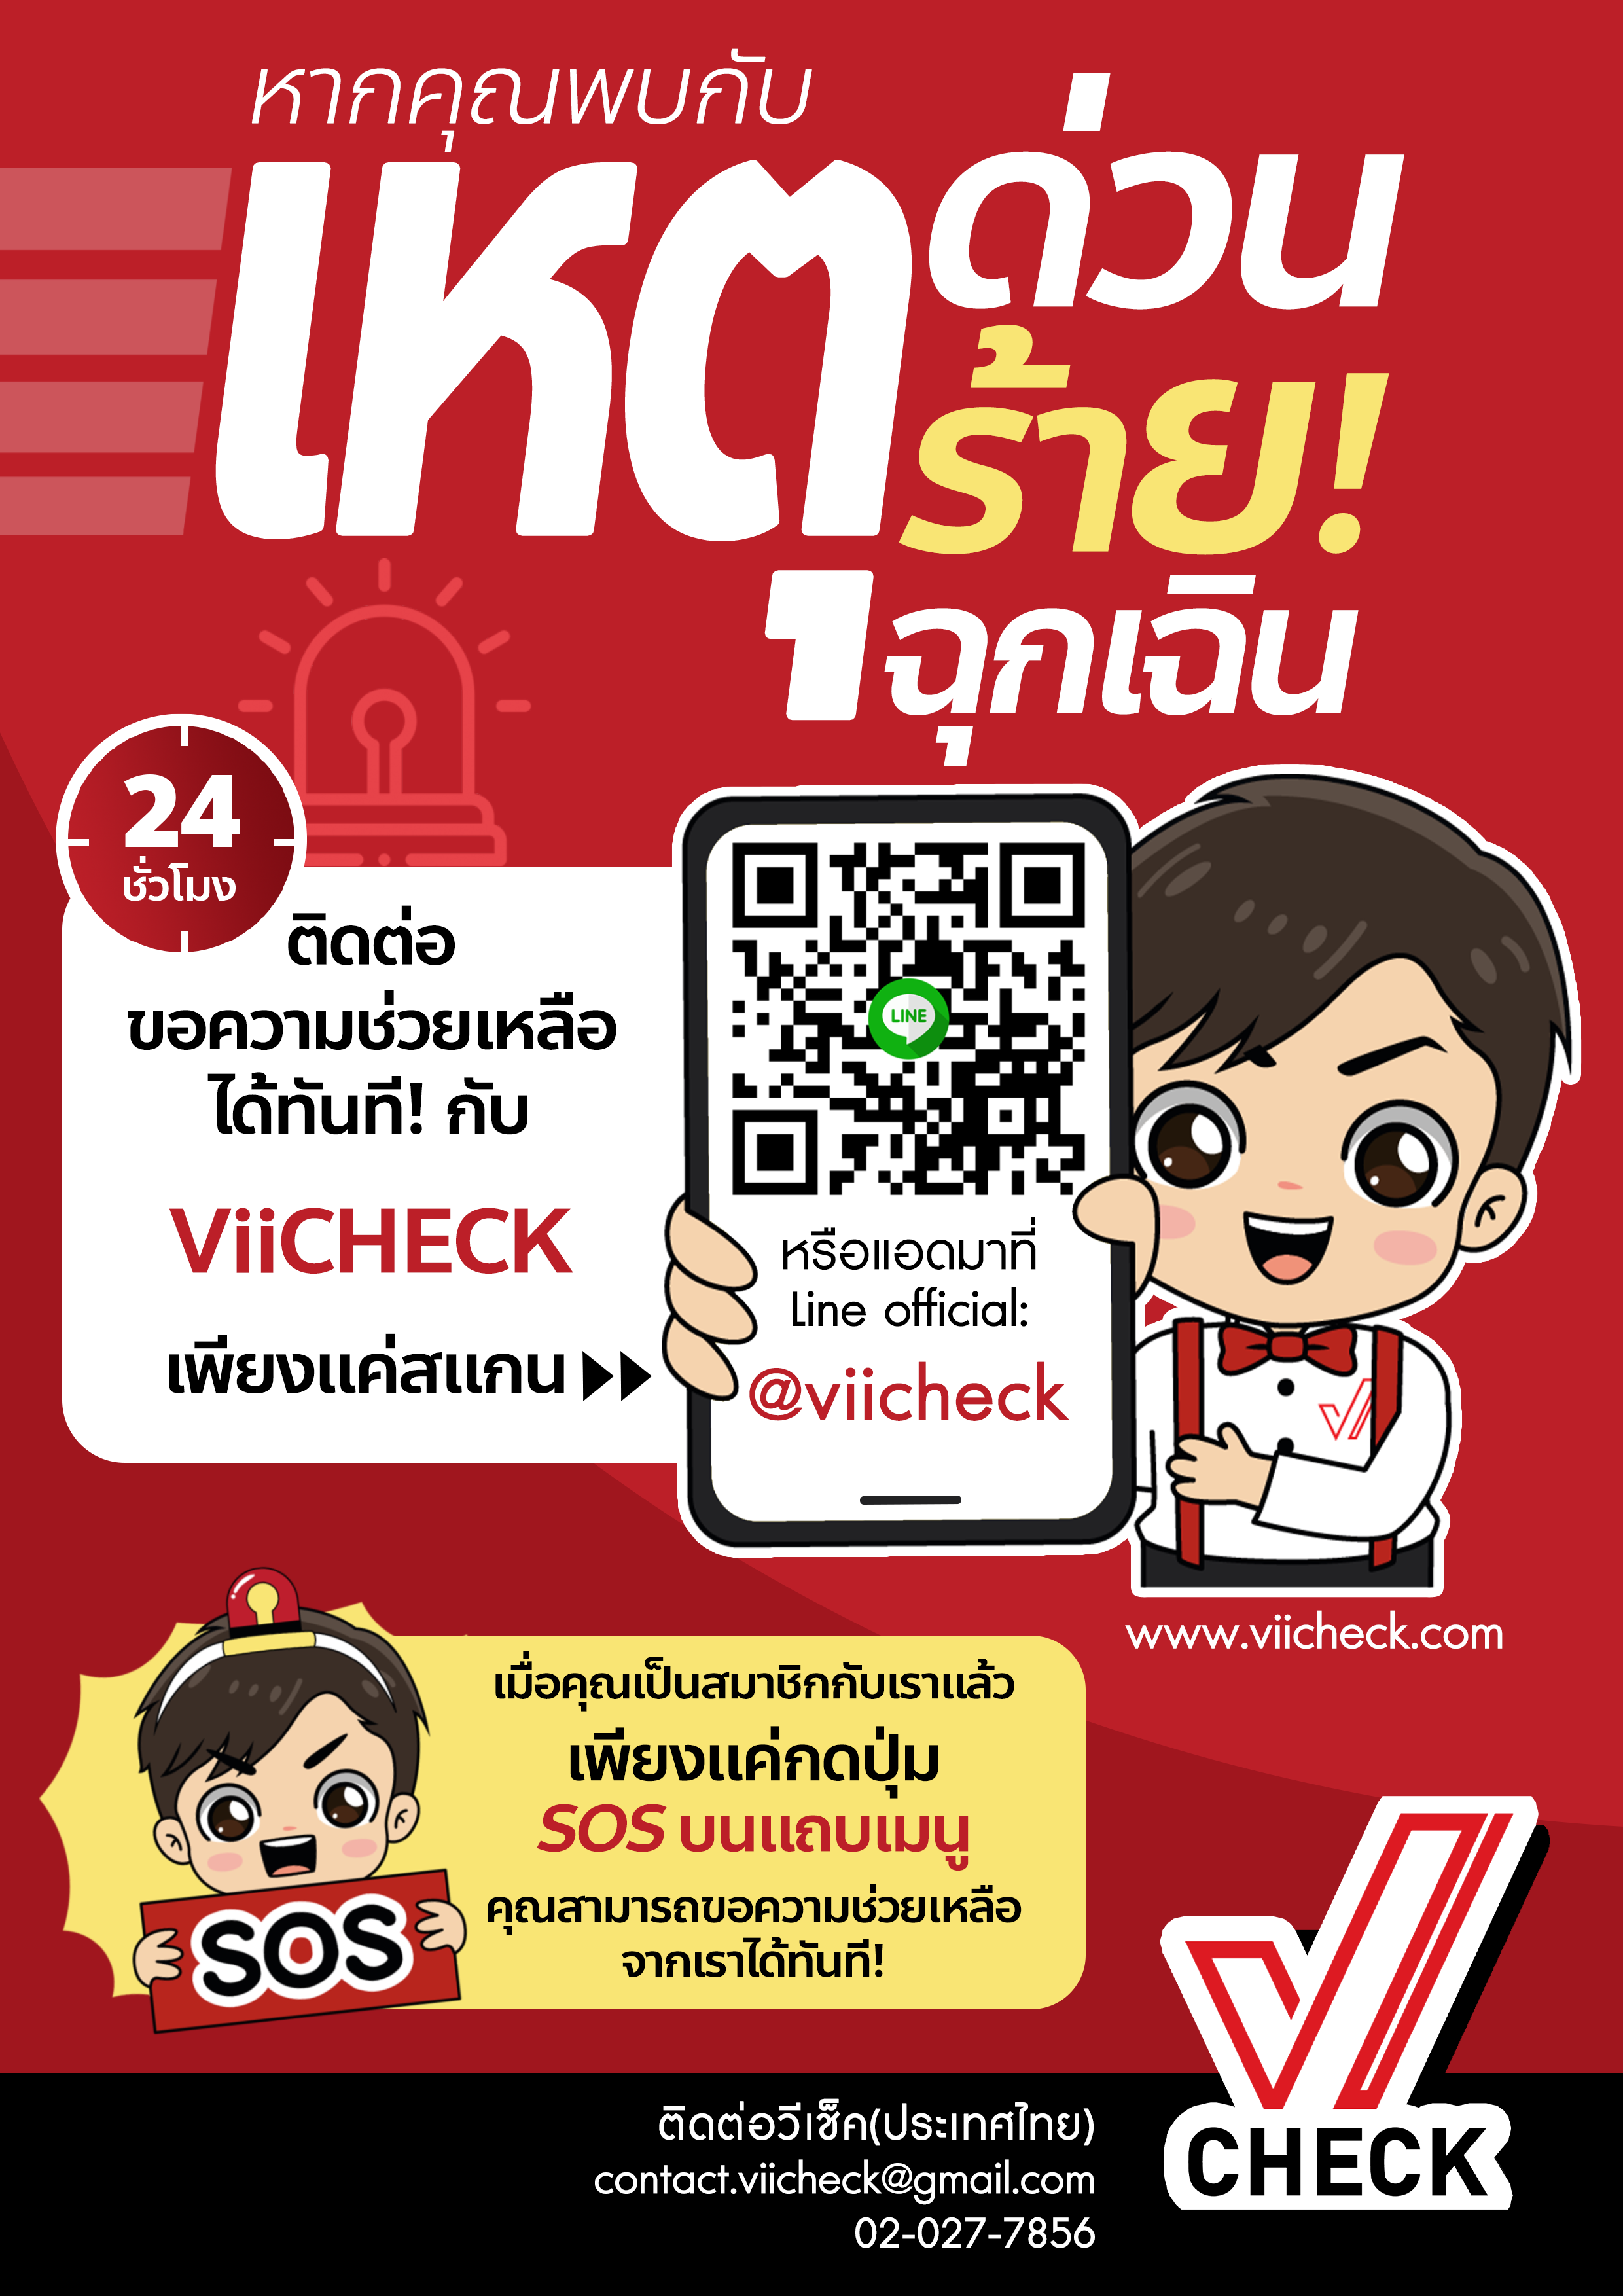 หากคุณพบกับ
เหตุ
ด่วน
ร้าย!
ฉุกเฉิน
24
ชั่วโมง
ติดต่อ
ขอความช่วยเหลือ
ได้ทันที! กับ
ViiCHECK
เพียงแค่สแกน
LINE
หรือแอดมาที่
Line official:
@viicheck
www.viicheck.com
SOS
เมื่อคุณเป็นสมาชิกกับเราแล้ว
เพียงแค่กดปุ่ม
SOS บนแถบเมนู
คุณสามารถขอความช่วยเหลือ
จากเราได้ทันที!
CHECK
ติดต่อวีเช็ค(ประเทศไทย)
contact.viicheck@gmail.com
02-027-7856